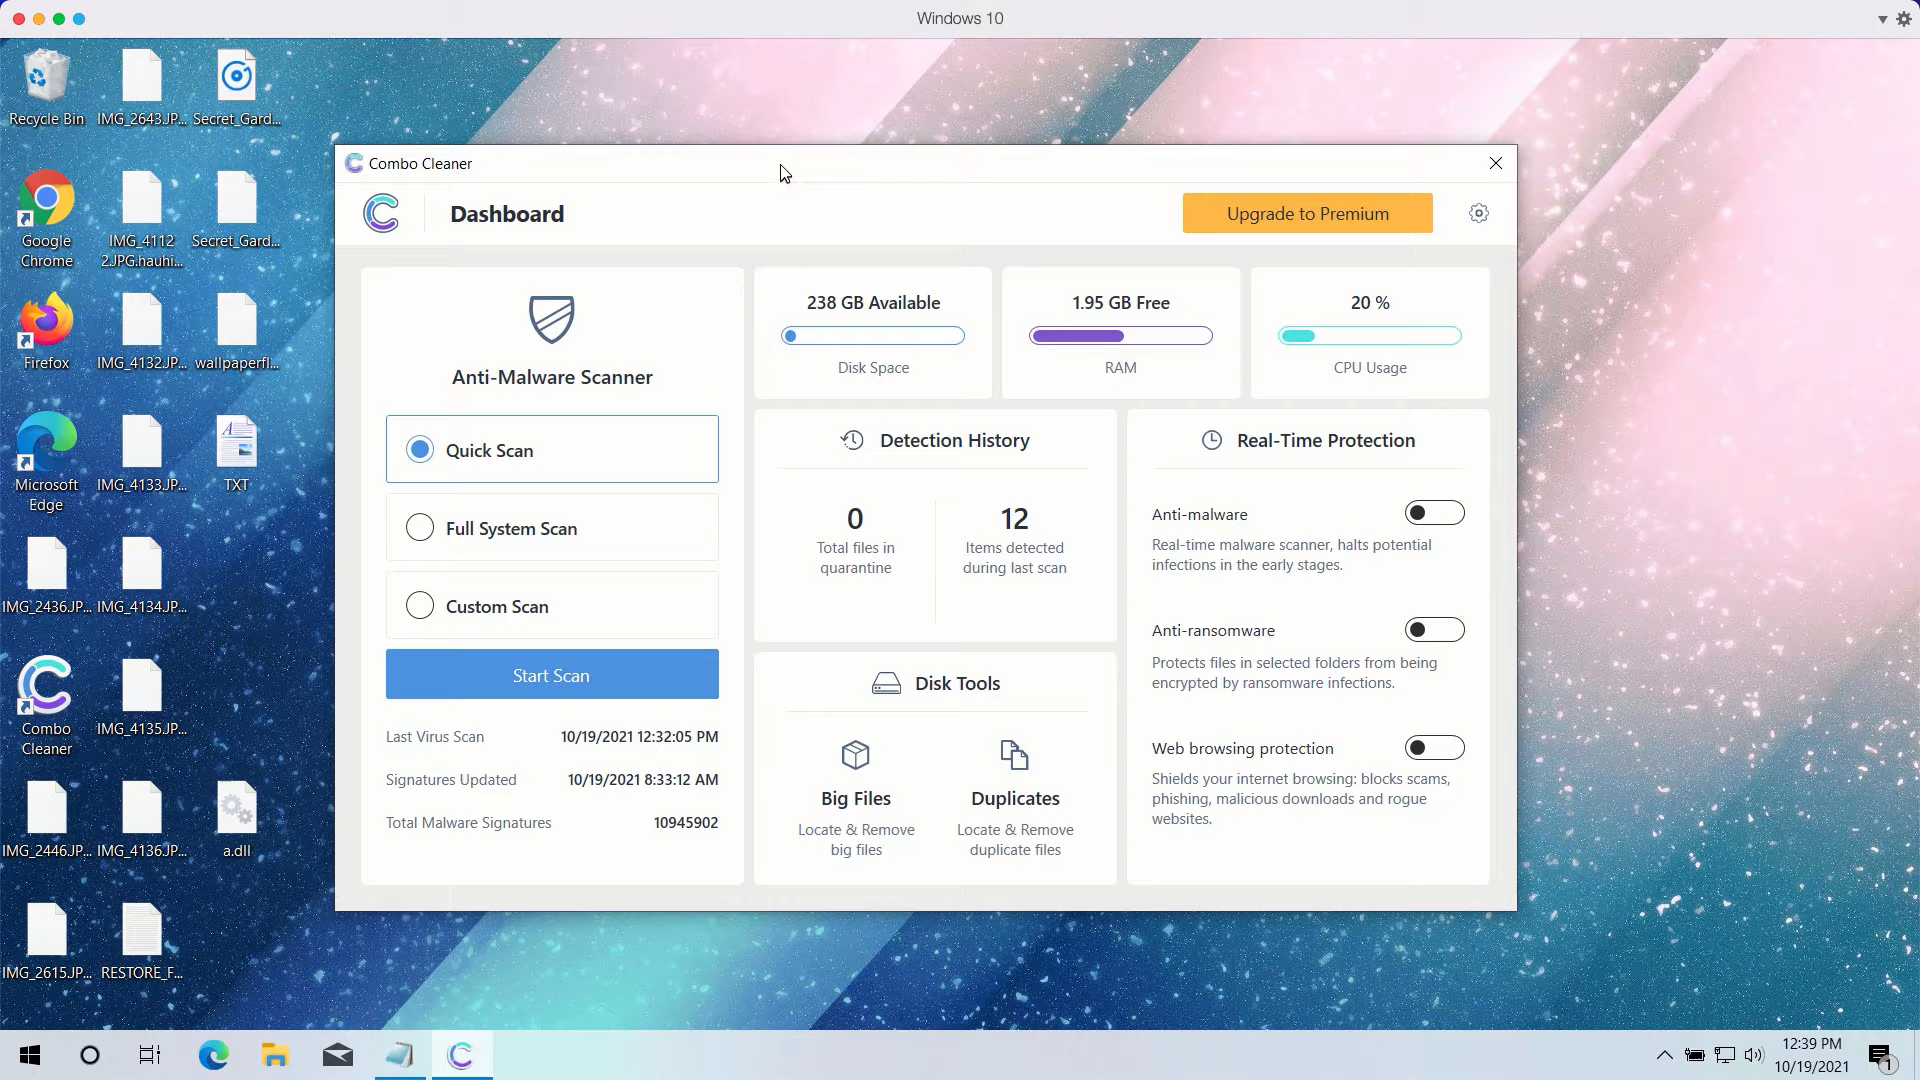 Windows 10
Recycle Bin
IMG_2643.JP...
Secret_Gard...
Google
Chrome
IMG_4112
2.JPG.hauhi...
Secret_Gard...
Firefox
IMG_4132.JP...
wallpaperfl...
Microsoft
Edge
IMG_4133.JP...
TXT
IMG_2436.JP...
IMG_4134.JP...
Combo
Cleaner
IMG_4135.JP...
IMG_2446.JP...
IMG_4136.JP...
a.dll
IMG_2615.JP...
RESTORE_F...
Combo Cleaner
Dashboard
Upgrade to Premium
Anti-Malware Scanner
Quick Scan
Full System Scan
Custom Scan
Start Scan
Last Virus Scan 10/19/2021 12:32:05 PM
Signatures Updated 10/19/2021 8:33:12 AM
Total Malware Signatures 10945902
238 GB Available
Disk Space
1.95 GB Free
RAM
20 %
CPU Usage
Detection History
0
Total files in
quarantine
12
Items detected
during last scan
Disk Tools
Big Files
Locate & Remove
big files
Duplicates
Locate & Remove
duplicate files
Real-Time Protection
Anti-malware
Real-time malware scanner, halts potential
infections in the early stages.
Anti-ransomware
Protects files in selected folders from being
encrypted by ransomware infections.
Web browsing protection
Shields your internet browsing: blocks scams,
phishing, malicious downloads and rogue
websites.
12:39 PM
10/19/2021
1